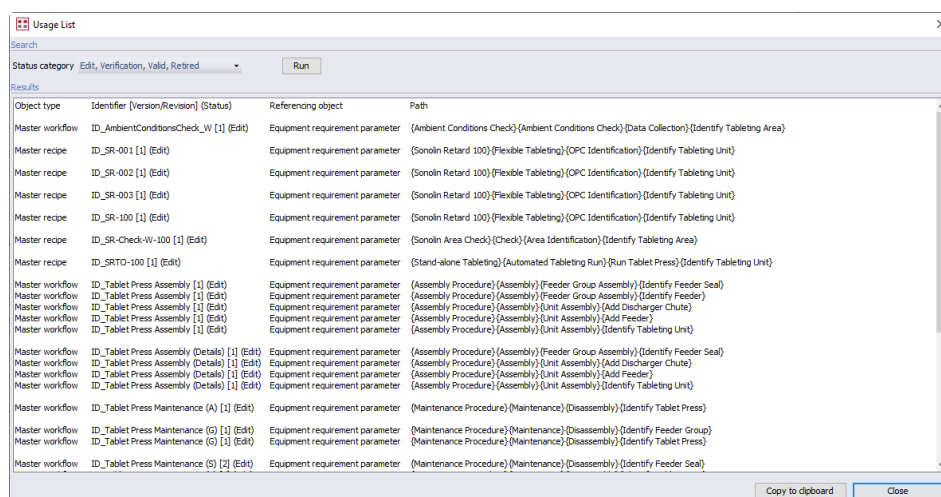 Usage List
Search
Status category Edit, Verification, Valid, Retired Run
Results
Object type Identifier [Version/Revision] (Status) Referencing object Path
Master workflow ID_AmbientConditionsCheck_W [1] (Edit) Equipment requirement parameter {Ambient Conditions Check}{Ambient Conditions Check}{Data Collection}{Identify Tableting Area}
Master recipe ID_SR-001 [1] (Edit) Equipment requirement parameter {Sonolin Retard 100}{Flexible Tableting}{OPC Identification}{Identify Tableting Unit}
Master recipe ID_SR-002 [1] (Edit) Equipment requirement parameter {Sonolin Retard 100}{Flexible Tableting}{OPC Identification}{Identify Tableting Unit}
Master recipe ID_SR-003 [1] (Edit) Equipment requirement parameter {Sonolin Retard 100}{Flexible Tableting}{OPC Identification}{Identify Tableting Unit}
Master recipe ID_SR-100 [1] (Edit) Equipment requirement parameter {Sonolin Retard 100}{Flexible Tableting}{OPC Identification}{Identify Tableting Unit}
Master recipe ID_SR-Check-W-100 [1] (Edit) Equipment requirement parameter {Sonolin Area Check}{Check}{Area Identification}{Identify Tableting Area}
Master recipe ID_SRTO-100 [1] (Edit) Equipment requirement parameter {Stand-alone Tableting}{Automated Tableting Run}{Run Tablet Press}{Identify Tableting Unit}
Master workflow ID_Tablet Press Assembly [1] (Edit) Equipment requirement parameter {Assembly Procedure}{Assembly}{Feeder Group Assembly}{Identify Feeder Seal}
Master workflow ID_Tablet Press Assembly [1] (Edit) Equipment requirement parameter {Assembly Procedure}{Assembly}{Feeder Group Assembly}{Identify Feeder}
Master workflow ID_Tablet Press Assembly [1] (Edit) Equipment requirement parameter {Assembly Procedure}{Assembly}{Unit Assembly}{Add Discharger Chute}
Master workflow ID_Tablet Press Assembly [1] (Edit) Equipment requirement parameter {Assembly Procedure}{Assembly}{Unit Assembly}{Add Feeder}
Master workflow ID_Tablet Press Assembly [1] (Edit) Equipment requirement parameter {Assembly Procedure}{Assembly}{Unit Assembly}{Identify Tableting Unit}
Master workflow ID_Tablet Press Assembly (Details) [1] (Edit) Equipment requirement parameter {Assembly Procedure}{Assembly}{Feeder Group Assembly}{Identify Feeder Seal}
Master workflow ID_Tablet Press Assembly (Details) [1] (Edit) Equipment requirement parameter {Assembly Procedure}{Assembly}{Unit Assembly}{Add Discharger Chute}
Master workflow ID_Tablet Press Assembly (Details) [1] (Edit) Equipment requirement parameter {Assembly Procedure}{Assembly}{Unit Assembly}{Add Feeder}
Master workflow ID_Tablet Press Assembly (Details) [1] (Edit) Equipment requirement parameter {Assembly Procedure}{Assembly}{Unit Assembly}{Identify Tableting Unit}
Master workflow ID_Tablet Press Maintenance (A) [1] (Edit) Equipment requirement parameter {Maintenance Procedure}{Maintenance}{Disassembly}{Identify Tablet Press}
Master workflow ID_Tablet Press Maintenance (G) [1] (Edit) Equipment requirement parameter {Maintenance Procedure}{Maintenance}{Disassembly}{Identify Feeder Group}
Master workflow ID_Tablet Press Maintenance (G) [1] (Edit) Equipment requirement parameter {Maintenance Procedure}{Maintenance}{Disassembly}{Identify Tablet Press}
Master workflow ID_Tablet Press Maintenance (S) [2] (Edit) Equipment requirement parameter {Maintenance Procedure}{Maintenance}{Disassembly}{Identify Feeder Seal}
Copy to clipboard Close